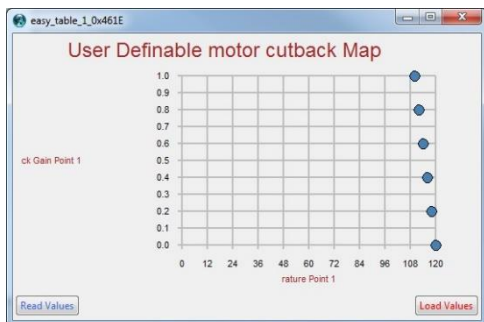 easy_table_1_0x461E
User Definable motor cutback Map
1.0
0.9
0.8
0.7
0.6
ck Gain Point 1
0.5
0.4
0.3
0.2
0.1
0.0
0 12 24 36 48 60 72 84 96 108 120
rature Point 1
Read Values
Load Values